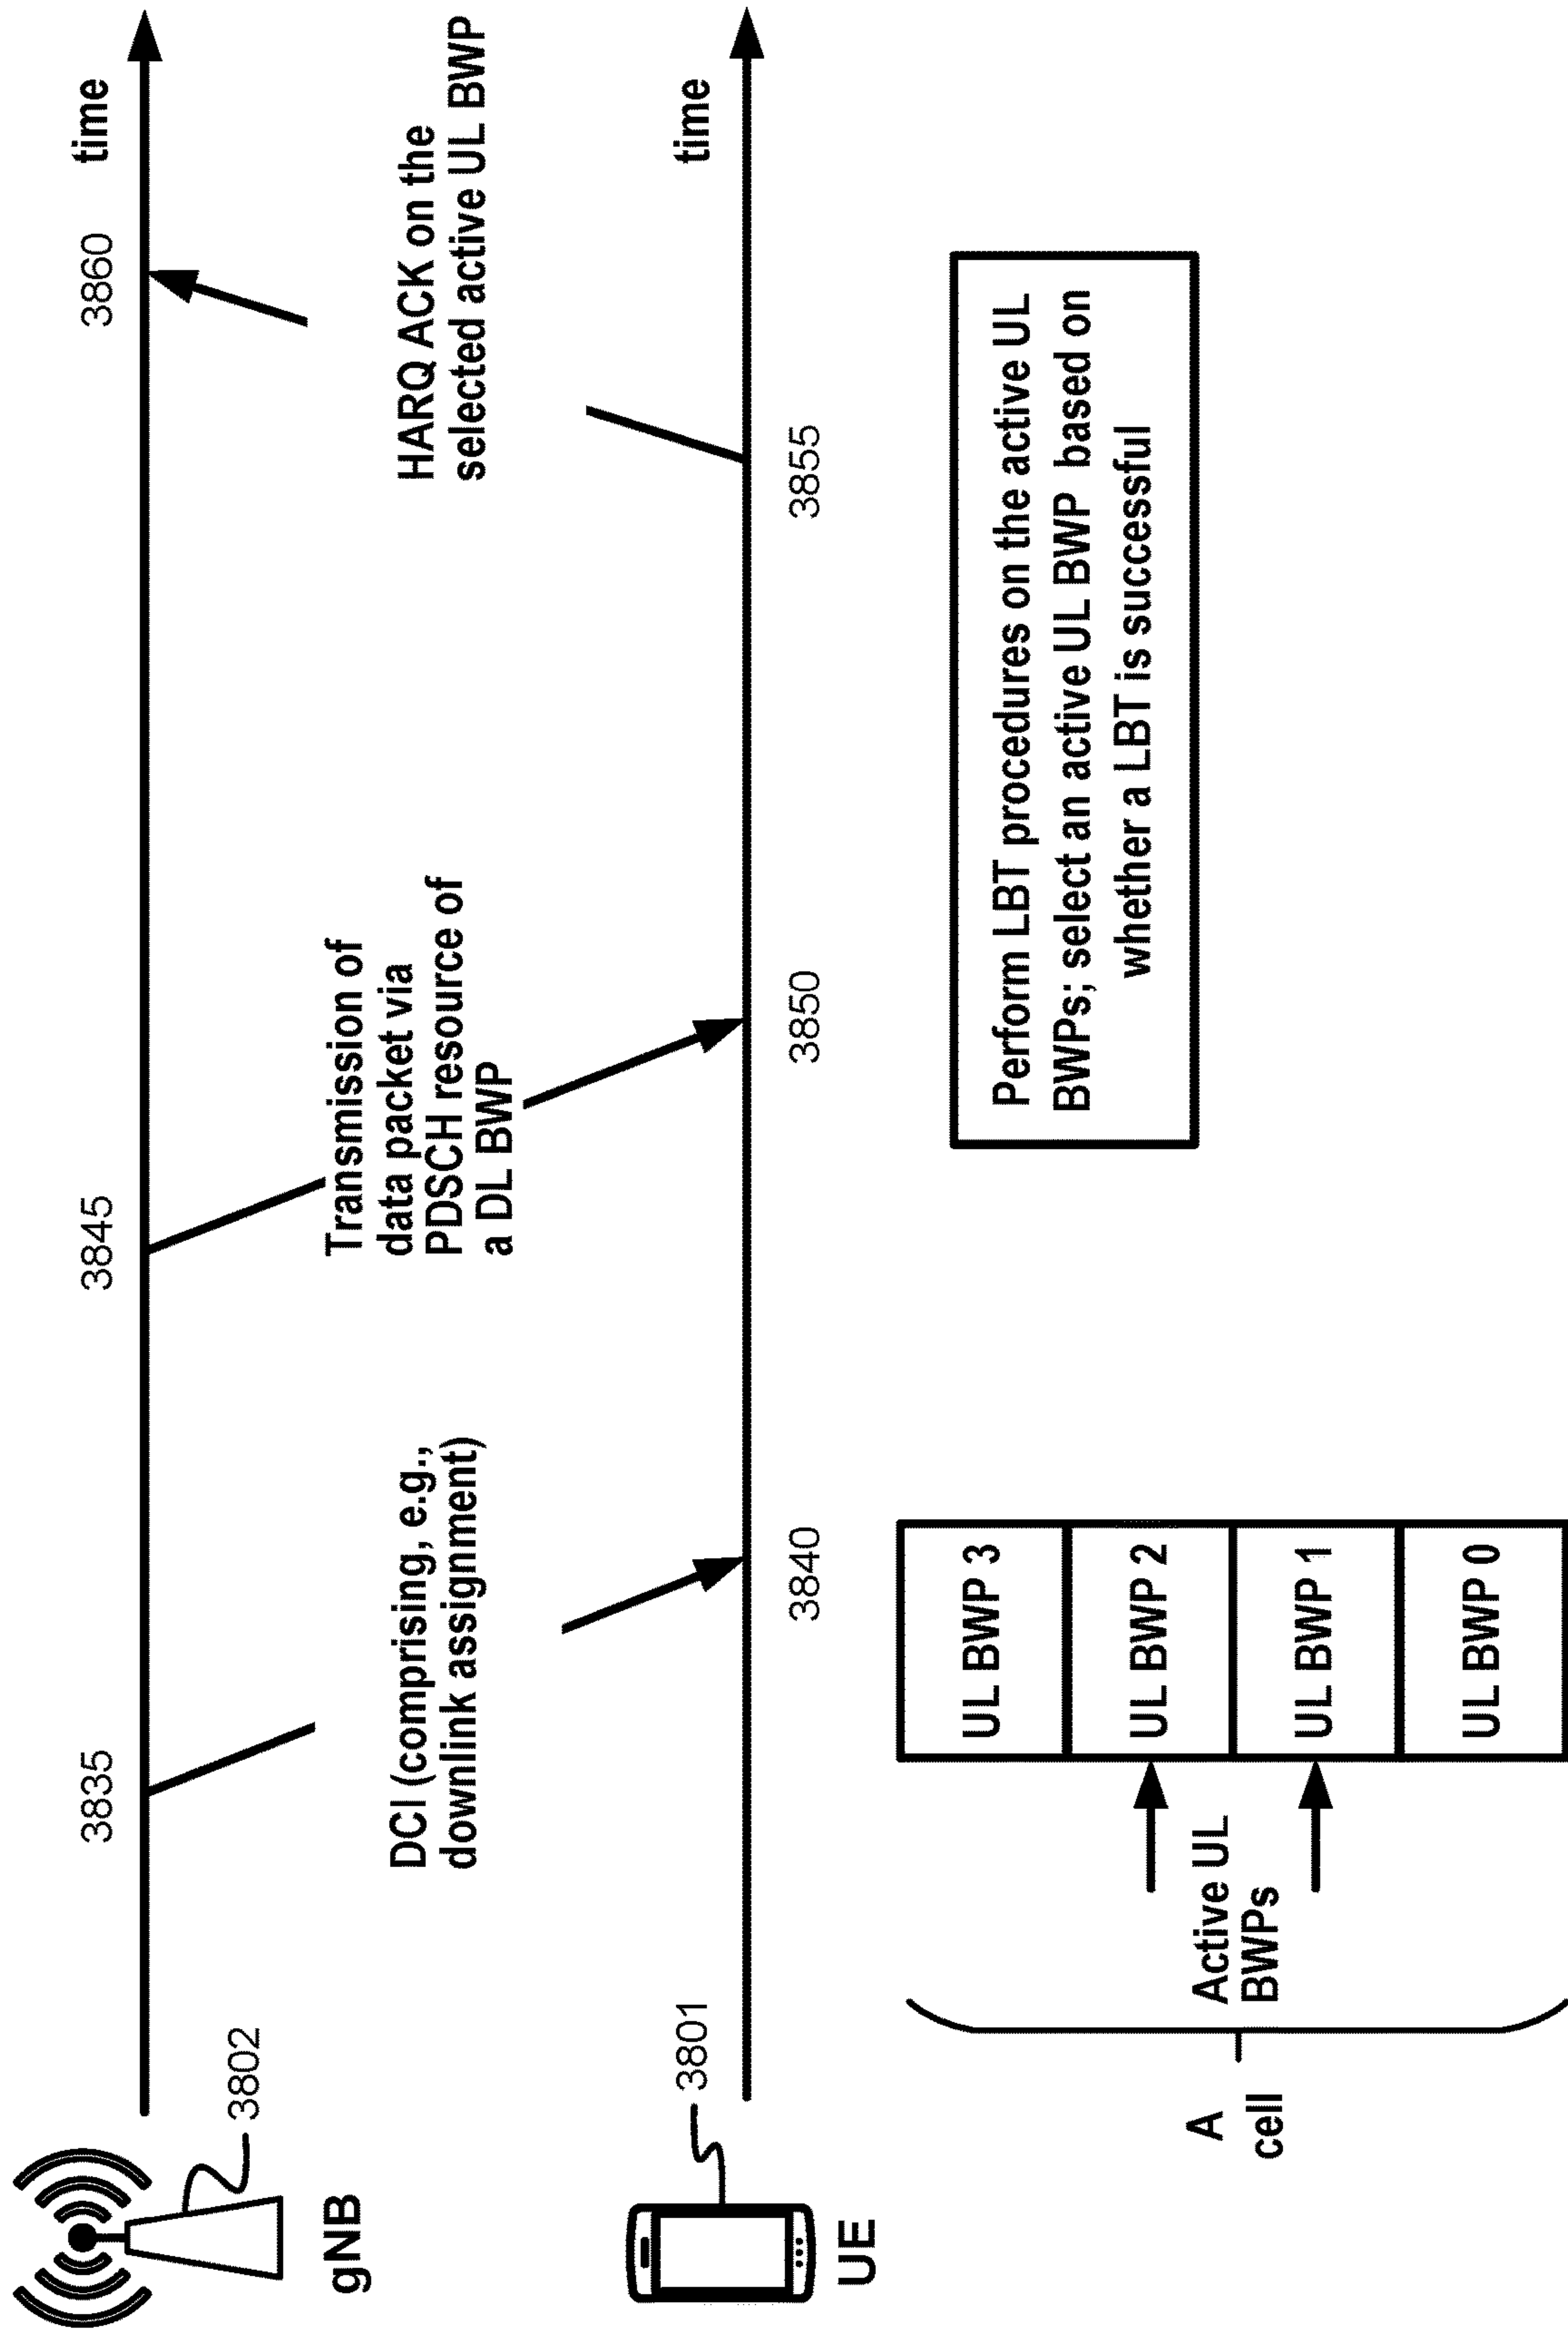 3835
3845
3860
time
3802
gNB
DCI (comprising, e.g.,
downlink assignment)
Transmission of
data packet via
PDSCH resource of
a DL BWP
HARQ ACK on the
selected active UL BWP
3801
UE
time
3840
3850
3855
A
cell
Active UL
BWPs
UL BWP 3
UL BWP 2
UL BWP 1
UL BWP 0
Perform LBT procedures on the active UL
BWPs; select an active UL BWP based on
whether a LBT is successful